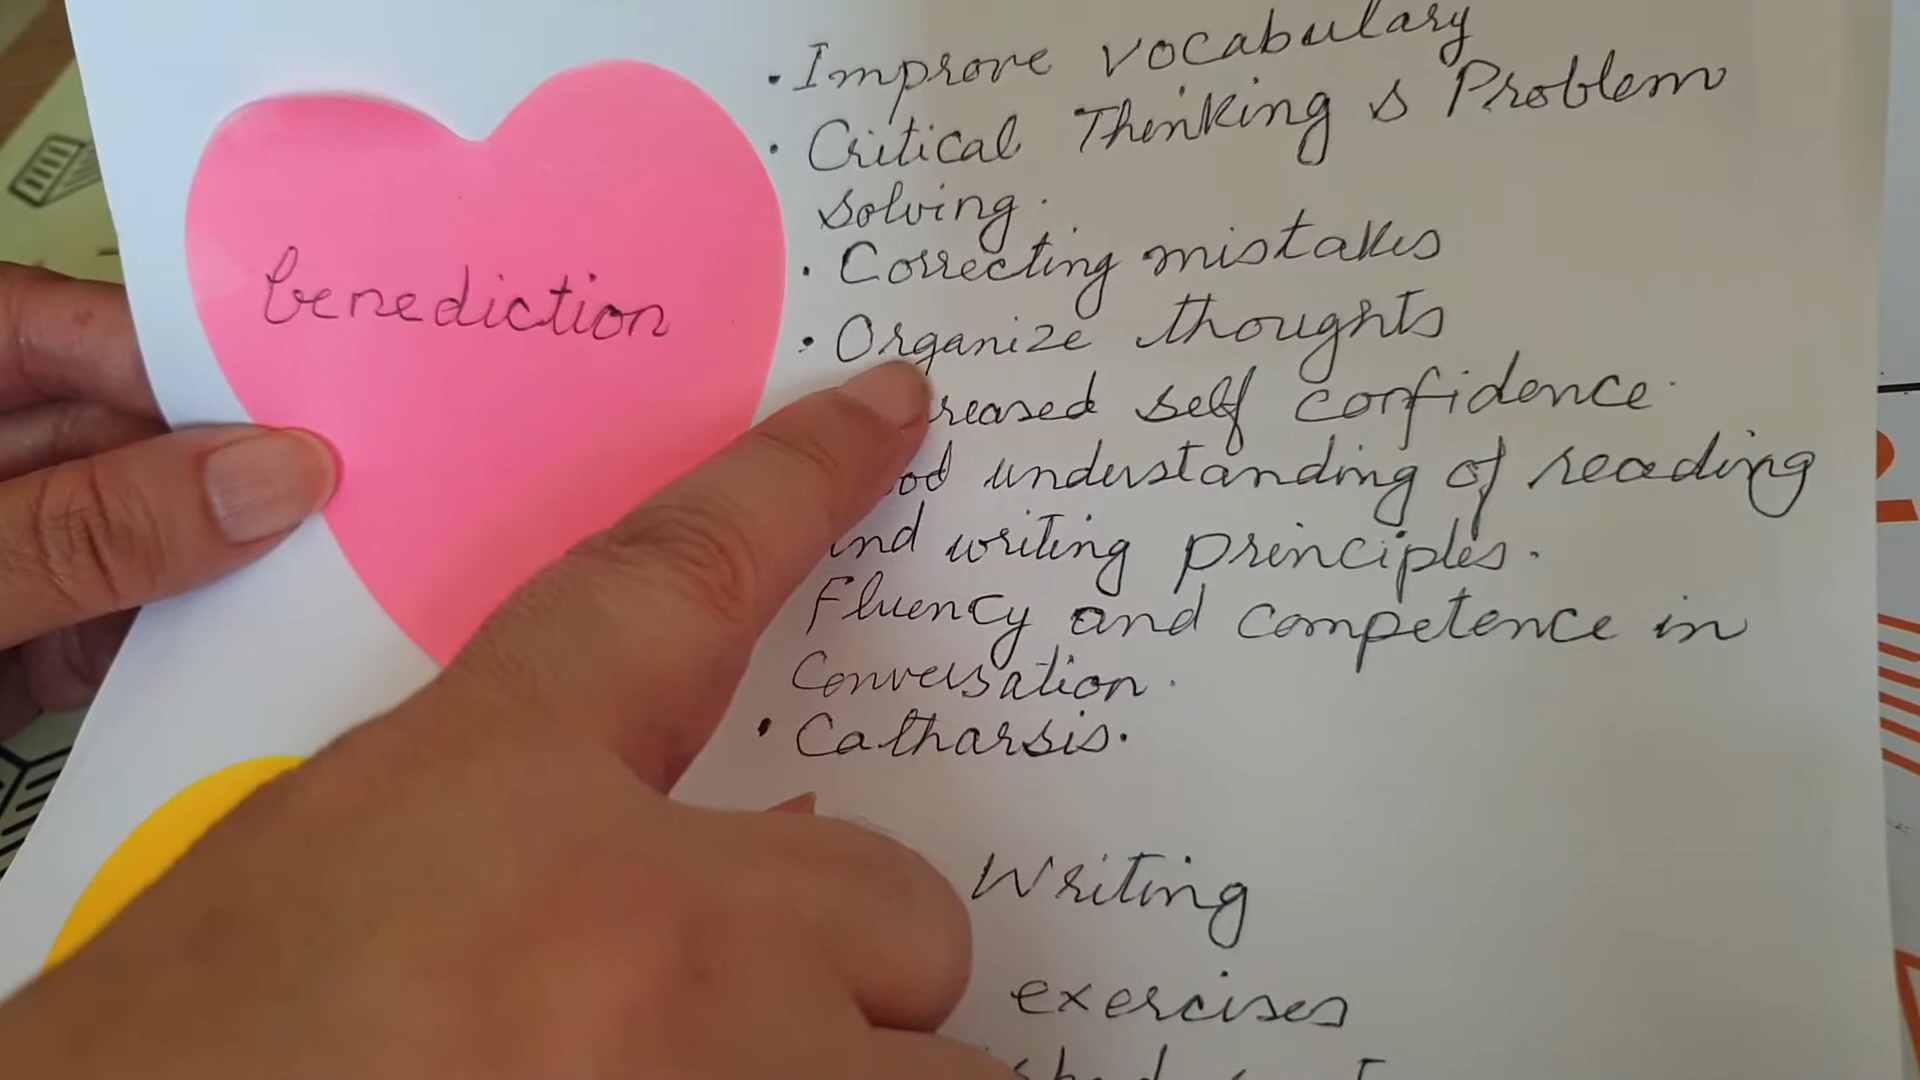 benediction
• Improve vocabulary
• Critical Thinking & Problem
solving.
• Correcting mistakes
• Organize thoughts
self confidence.
understanding of reading
writing principles.
Fluency and competence in
Conversation.
• Catharsis.
Writing
exercises